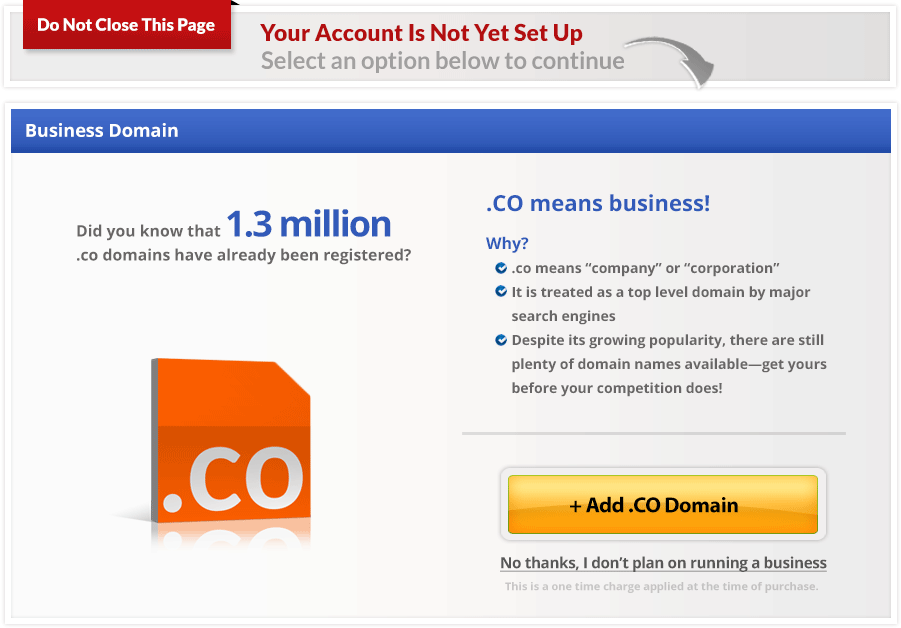 Do Not Close This Page
Your Account Is Not Yet Set Up
Select an option below to continue
Business Domain
Did you know that 1.3 million
.co domains have already been registered?
.CO
.CO means business!
Why?
.co means “company” or “corporation”
It is treated as a top level domain by major
search engines
Despite its growing popularity, there are still
plenty of domain names available—get yours
before your competition does!
+ Add .CO Domain
No thanks, I don’t plan on running a business
This is a one time charge applied at the time of purchase.